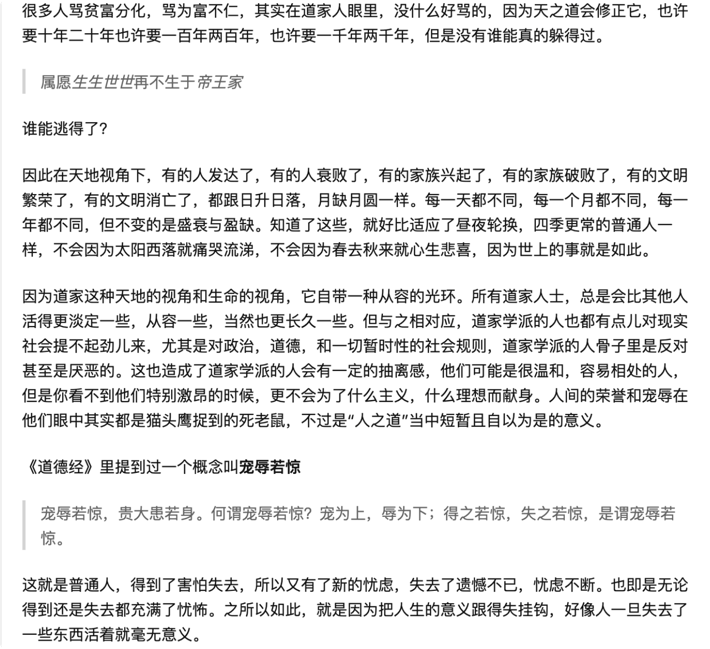 很多人骂贫富分化，骂为富不仁，其实在道家人眼里，没什么好骂的，因为天之道会修正它，也许
要十年二十年也许要一百年两百年，也许要一千年两千年，但是没有谁能真的躲得过。
属愿生生世世再不生于帝王家
谁能逃得了？
因此在天地视角下，有的人发达了，有的人衰败了，有的家族兴起了，有的家族破败了，有的文明
繁荣了，有的文明消亡了，都跟日升日落，月缺月圆一样。每一天都不同，每一个月都不同，每一
年都不同，但不变的是盛衰与盈缺。知道了这些，就好比适应了昼夜轮换，四季更常的普通人一
样，不会因为太阳西落就痛哭流涕，不会因为春去秋来就心生悲喜，因为世上的事就是如此。
因为道家这种天地的视角和生命的视角，它自带一种从容的光环。所有道家人士，总是会比其他人
活得更淡定一些，从容一些，当然也更长久一些。但与之相对应，道家学派的人也都有点儿对现实
社会提不起劲儿来，尤其是对政治，道德，和一切暂时性的社会规则，道家学派的人骨子里是反对
甚至是厌恶的。这也造成了道家学派的人会有一定的抽离感，他们可能是很温和，容易相处的人，
但是你看不到他们特别激昂的时候，更不会为了什么主义，什么理想而献身。人间的荣誉和宠辱在
他们眼中其实都是猫头鹰捉到的死老鼠，不过是“人之道”当中短暂且自以为是的意义。
《道德经》里提到过一个概念叫宠辱若惊
宠辱若惊，贵大患若身。何谓宠辱若惊？宠为上，辱为下；得之若惊，失之若惊，是谓宠辱若
惊。
这就是普通人，得到了害怕失去，所以又有了新的忧虑，失去了遗憾不已，忧虑不断。也即是无论
得到还是失去都充满了忧怖。之所以如此，就是因为把人生的意义跟得失挂钩，好像人一旦失去了
一些东西活着就毫无意义。